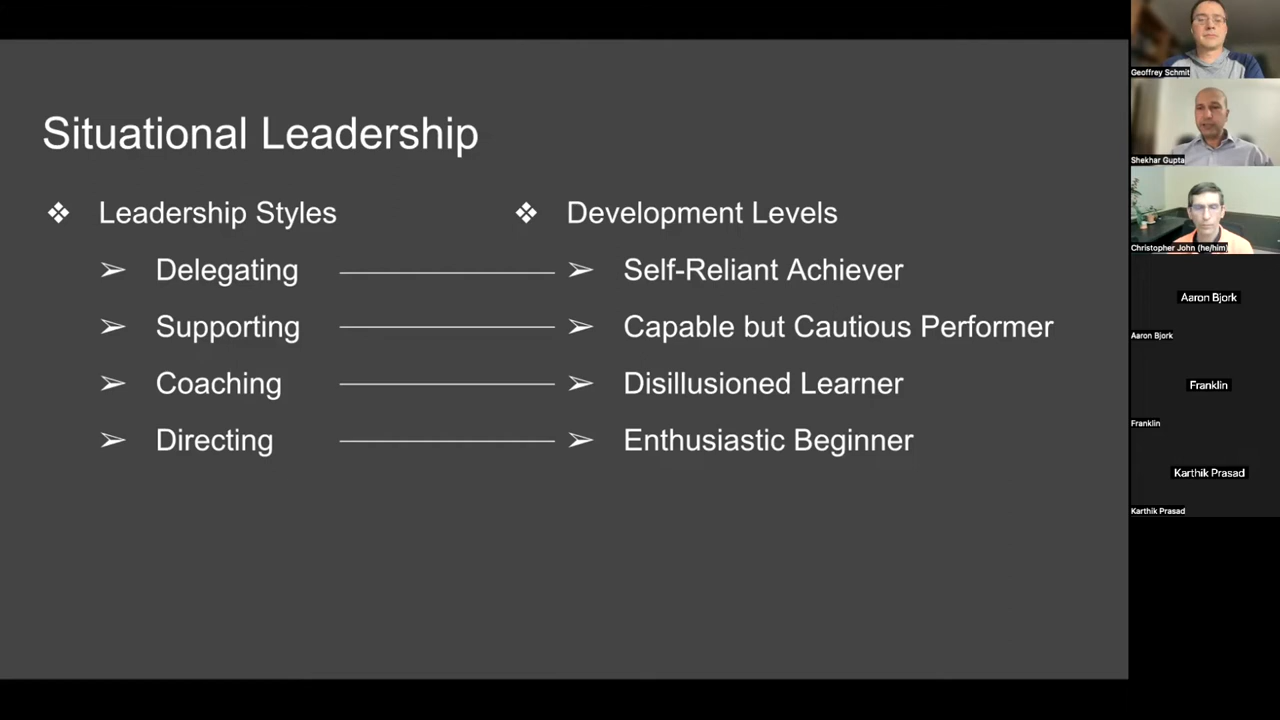 Situational Leadership
❖ Leadership Styles
➢ Delegating
➢ Supporting
➢ Coaching
➢ Directing
❖ Development Levels
➢ Self-Reliant Achiever
➢ Capable but Cautious Performer
➢ Disillusioned Learner
➢ Enthusiastic Beginner
Geoffrey Schmit
Shekhar Gupta
Christopher John (he/him)
Aaron Bjork
Aaron Bjork
Franklin
Franklin
Karthik Prasad
Karthik Prasad